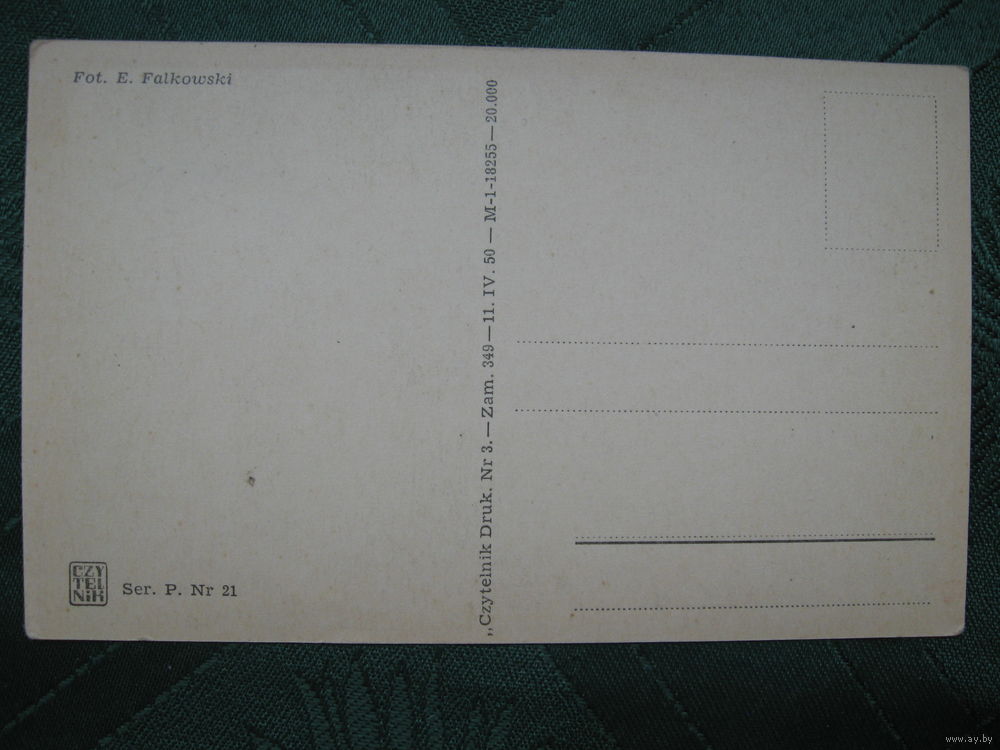 Fot. E. Falkowski
„Czytelnik Druk. Nr 3.—Zam. 349—11. IV. 50 — M-1-18255—20.000
CZY
TEL
NiK
Ser. P. Nr 21
www.ay.by